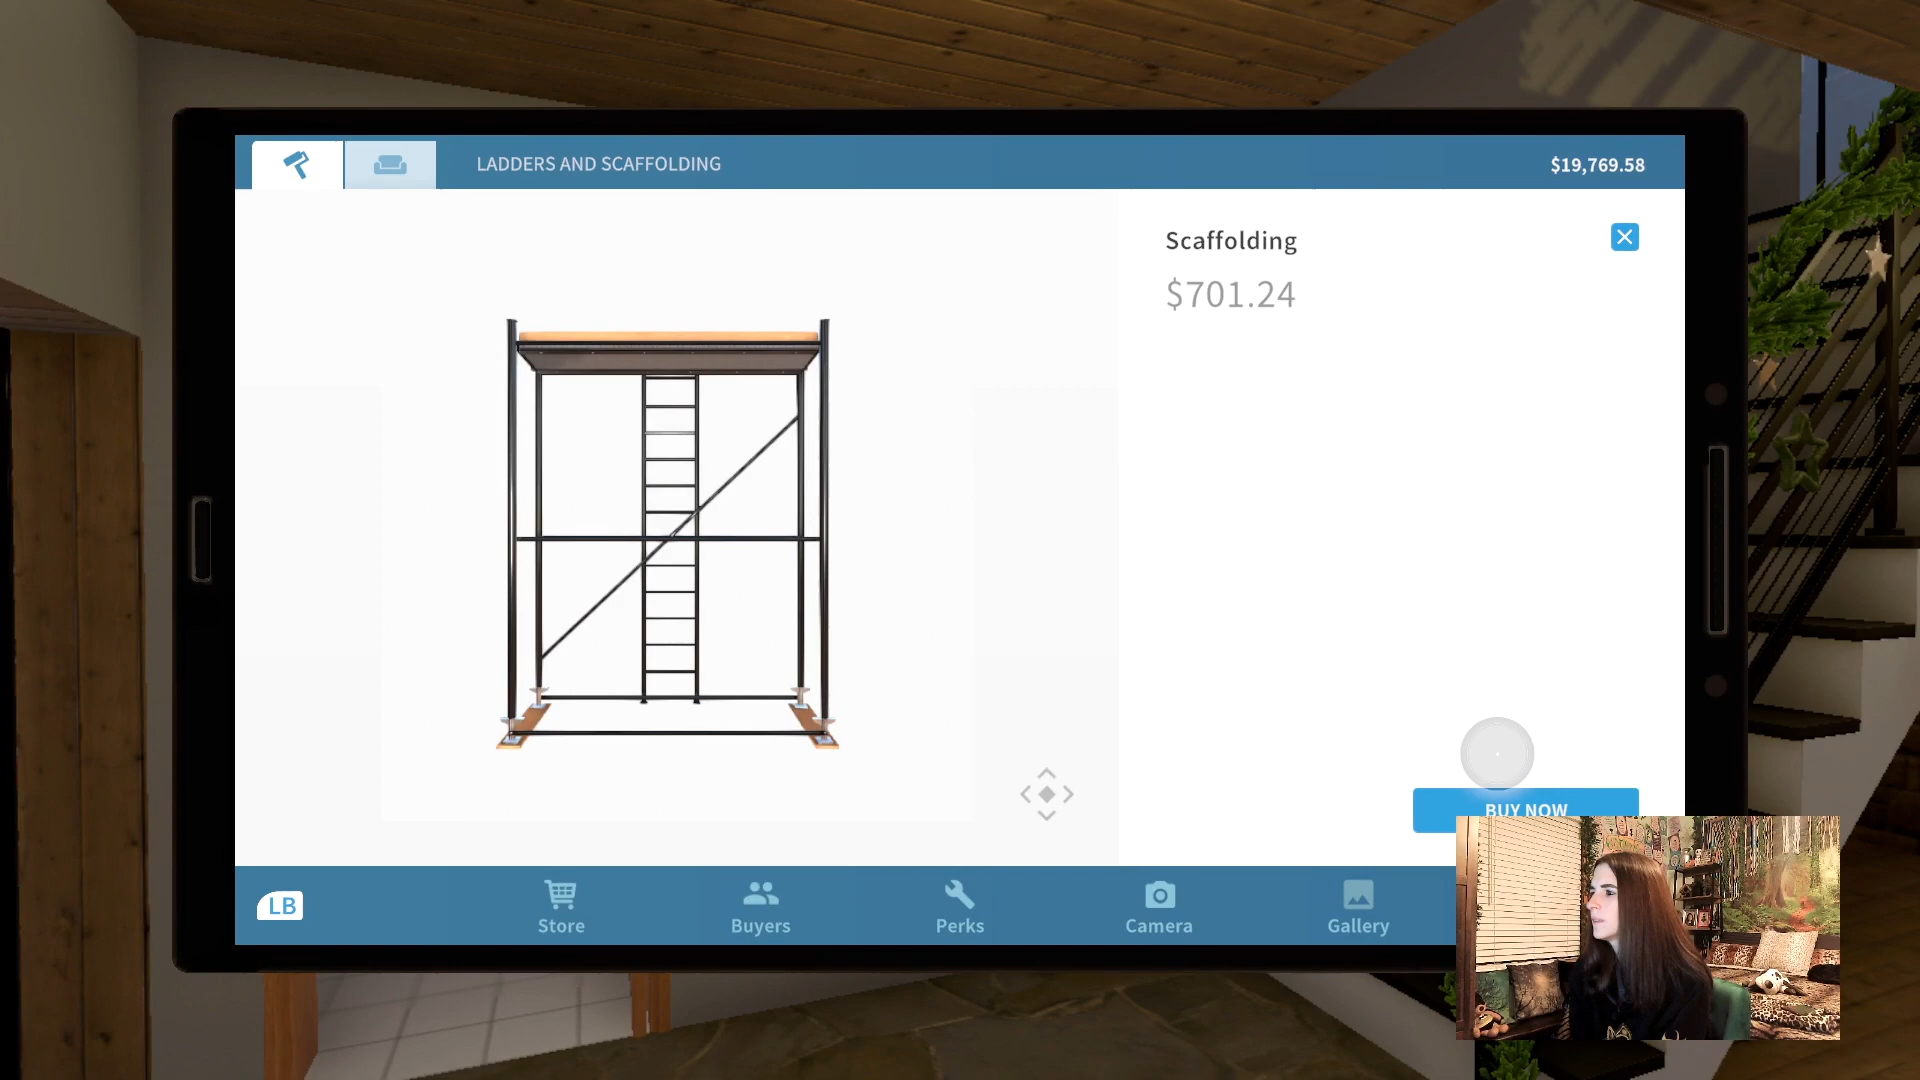 LADDERS AND SCAFFOLDING
$19,769.58
Scaffolding
$701.24
BUY NOW
LB
Store
Buyers
Perks
Camera
Gallery